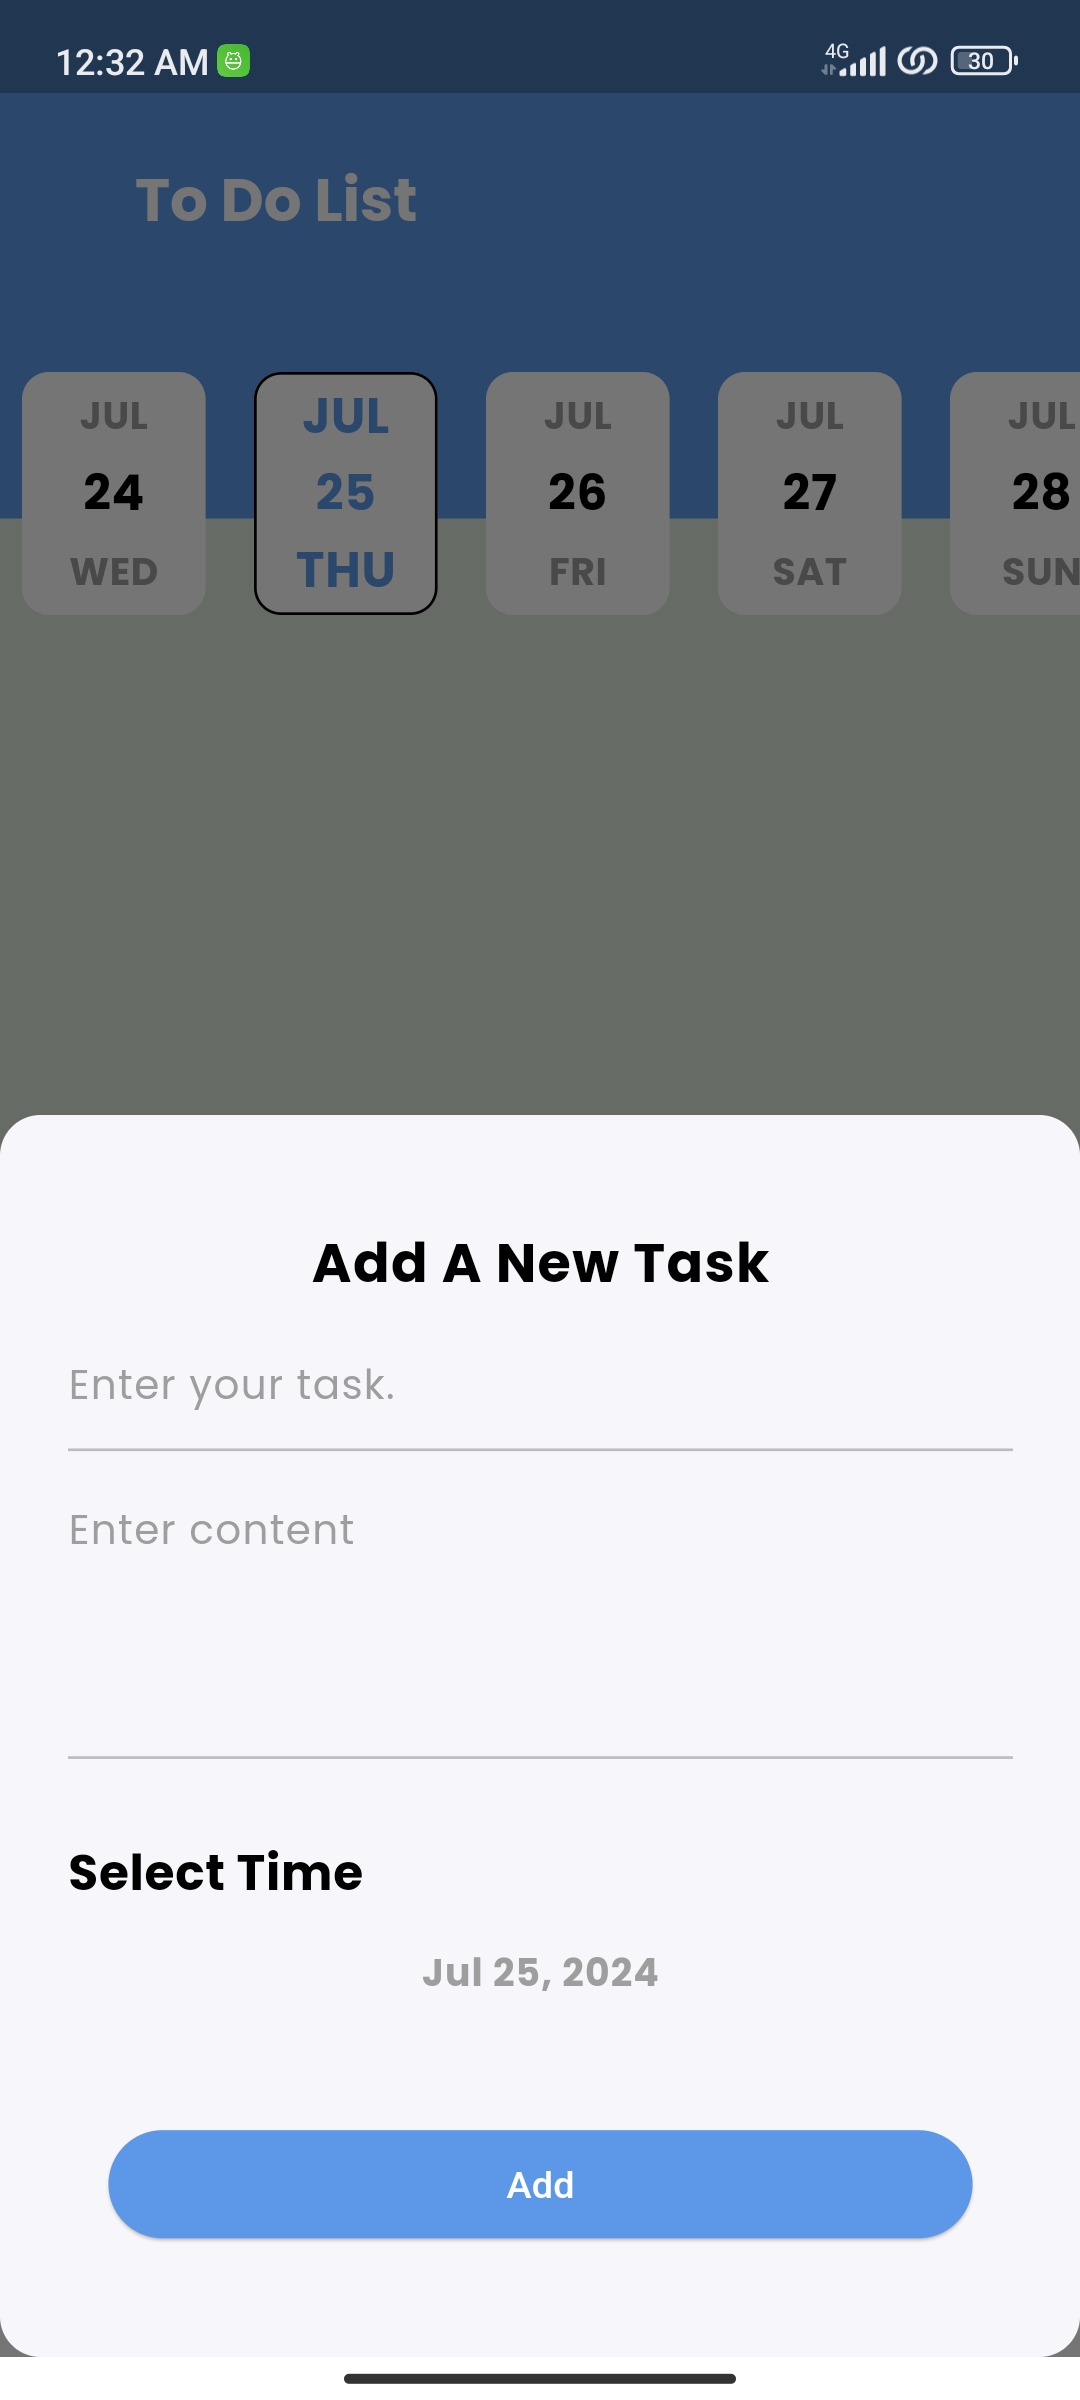 12:32 AM 4G 30
To Do List
JUL JUL JUL JUL JUL
24 25 26 27 28
WED THU FRI SAT SUN
Add A New Task
Enter your task.
Enter content
Select Time
Jul 25, 2024
Add